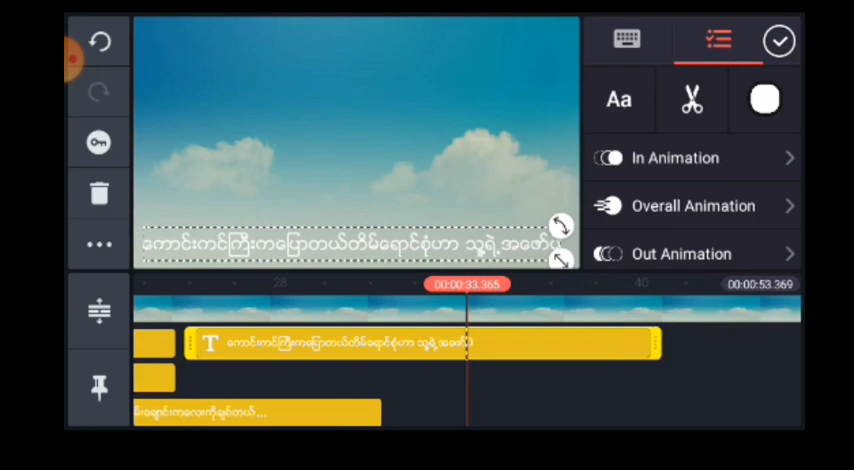 Aa
In Animation
Overall Animation
ကောင်းကင်ကြီးကပြောတယ်တိမ်ရောင်စုံဟာ သူ့ရဲ့အဖော်ပဲ
Out Animation
28
00:00:33.365
40
00:00:53.369
T ကောင်းကင်ကြီးကပြောတယ်တိမ်ရောင်စုံဟာ သူ့ရဲ့အဖော်ပဲ